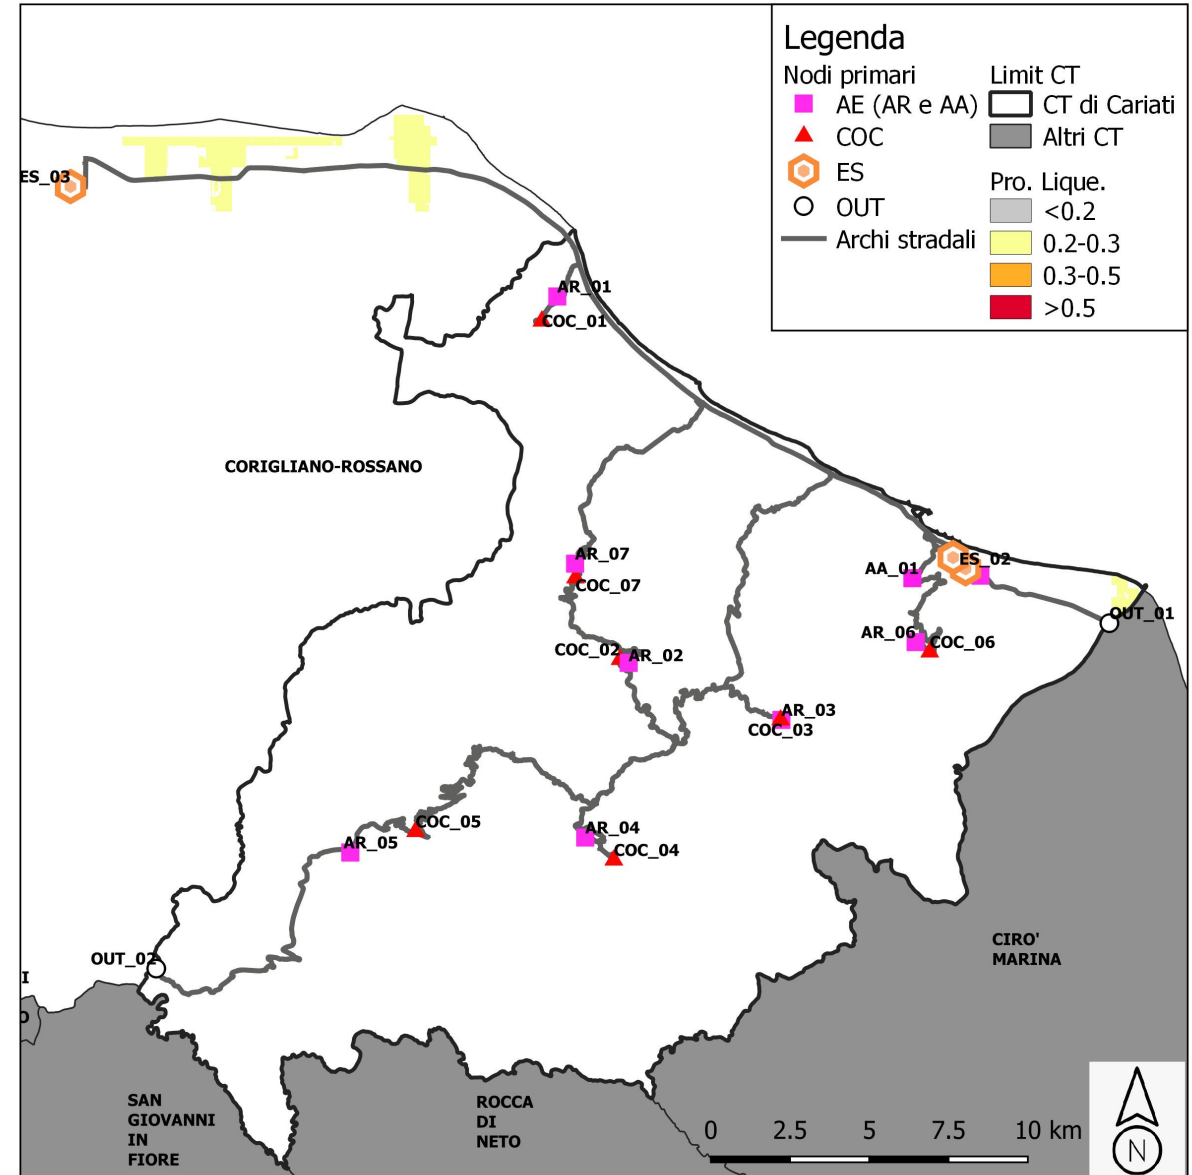 Legenda
Nodi primari
AE (AR e AA)
COC
ES
OUT
Archi stradali
Limit CT
CT di Cariati
Altri CT
Pro. Lique.
<0.2
0.2-0.3
0.3-0.5
>0.5
ES_03
AR_01
COC_01
CORIGLIANO-ROSSANO
AR_07
COC_07
AA_01
ES_02
OUT_01
AR_06
COC_06
COC_02
AR_02
AR_03
COC_03
COC_05
AR_05
AR_04
COC_04
OUT_02
CIRO'
MARINA
I
O
SAN
GIOVANNI
IN
FIORE
ROCCA
DI
NETO
0 2.5 5 7.5 10 km
N